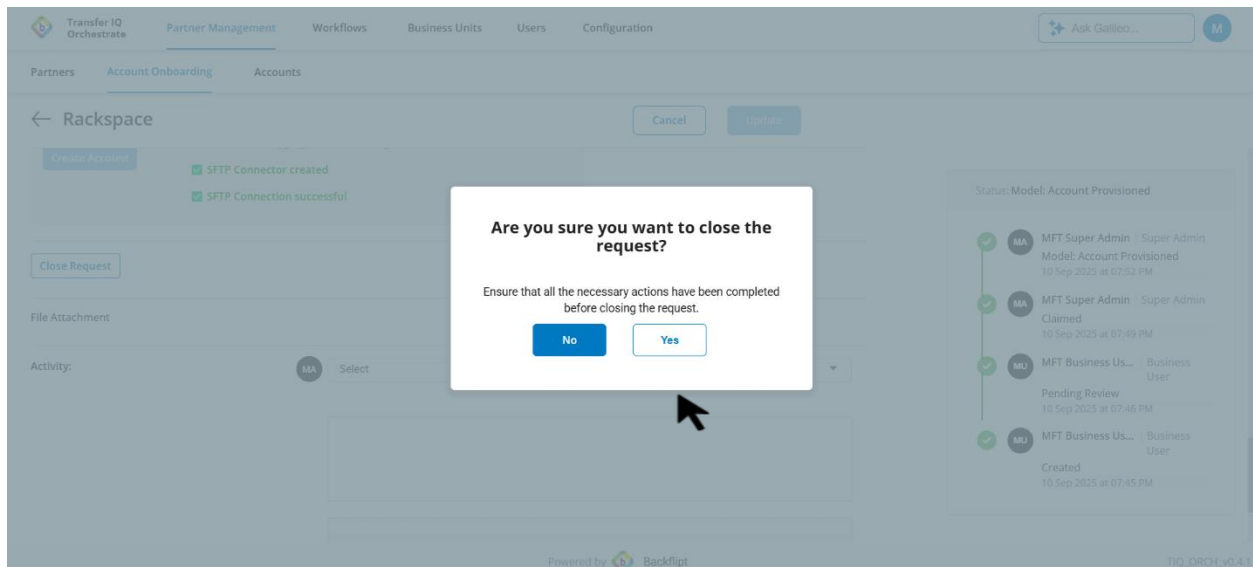 Transfer IQ
Orchestrate
Partner Management
Workflows
Business Units
Users
Configuration
Ask Galileo...
M
Partners
Account Onboarding
Accounts
← Rackspace
Cancel
Update
Create Account
SFTP Connector created
SFTP Connection successful
Close Request
File Attachment
Activity:
MA
Select
Are you sure you want to close the
request?
Ensure that all the necessary actions have been completed
before closing the request.
No
Yes
Status: Model: Account Provisioned
MA
MFT Super Admin | Super Admin
Model: Account Provisioned
10 Sep 2025 at 07:52 PM
MA
MFT Super Admin | Super Admin
Claimed
10 Sep 2025 at 07:49 PM
MU
MFT Business Us... | Business
User
Pending Review
10 Sep 2025 at 07:46 PM
MU
MFT Business Us... | Business
User
Created
10 Sep 2025 at 07:45 PM
Powered by Backflipt